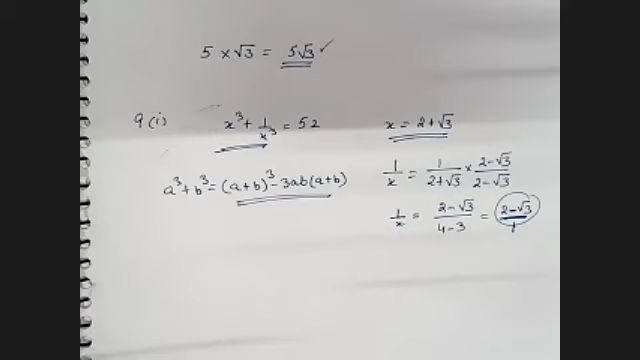 5 × √3 = 5√3 ✓
9 (i) x³ + 1/x³ = 52 x = 2 + √3
1/x = 1/(2+√3) × (2-√3)/(2-√3)
a³ + b³ = (a+b)³ - 3ab(a+b)
1/x = (2-√3)/(4-3) = (2-√3)/1